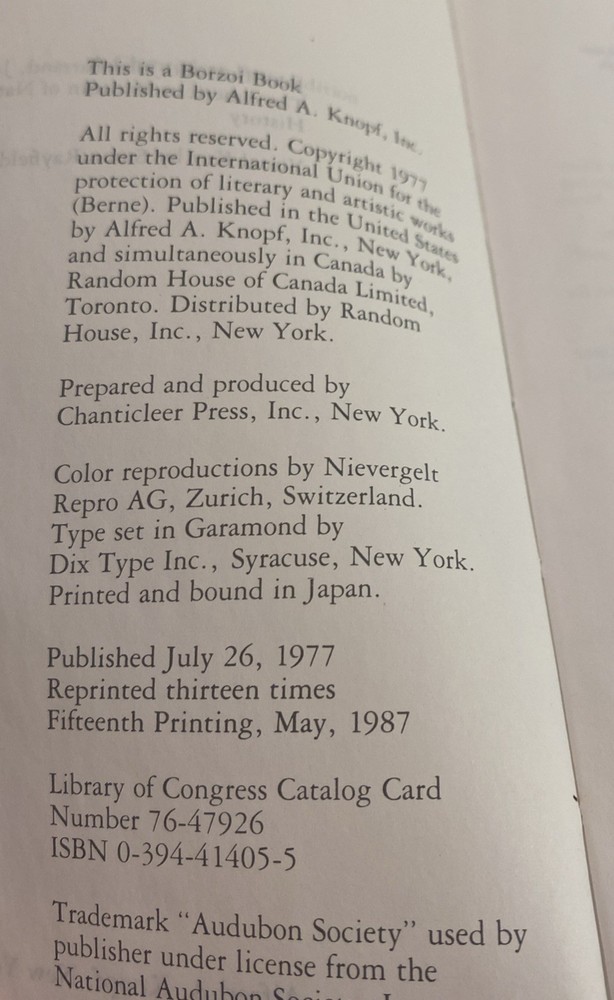 This is a Borzoi Book
Published by Alfred A. Knopf, Inc.
All rights reserved. Copyright 1977
under the International Union for the
protection of literary and artistic works
(Berne). Published in the United States
by Alfred A. Knopf, Inc., New York,
and simultaneously in Canada by
Random House of Canada Limited,
Toronto. Distributed by Random
House, Inc., New York.
Prepared and produced by
Chanticleer Press, Inc., New York.
Color reproductions by Nievergelt
Repro AG, Zurich, Switzerland.
Type set in Garamond by
Dix Type Inc., Syracuse, New York.
Printed and bound in Japan.
Published July 26, 1977
Reprinted thirteen times
Fifteenth Printing, May, 1987
Library of Congress Catalog Card
Number 76-47926
ISBN 0-394-41405-5
Trademark "Audubon Society" used by
publisher under license from the
National Audubon Society,